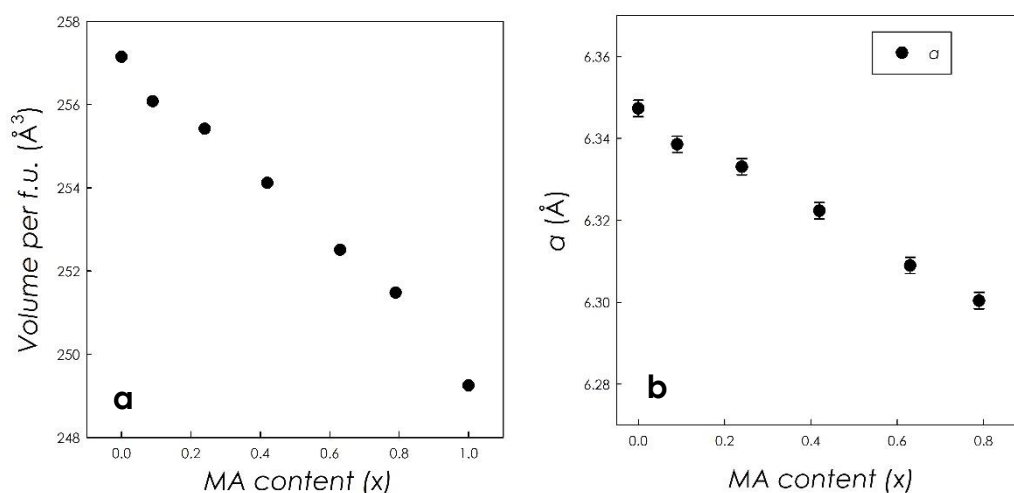 258
256
254
252
250
248
Volume per f.u. (Å³)
0.0 0.2 0.4 0.6 0.8 1.0
MA content (x)
a
6.36
6.34
6.32
6.30
6.28
a (Å)
0.0 0.2 0.4 0.6 0.8
MA content (x)
a
b